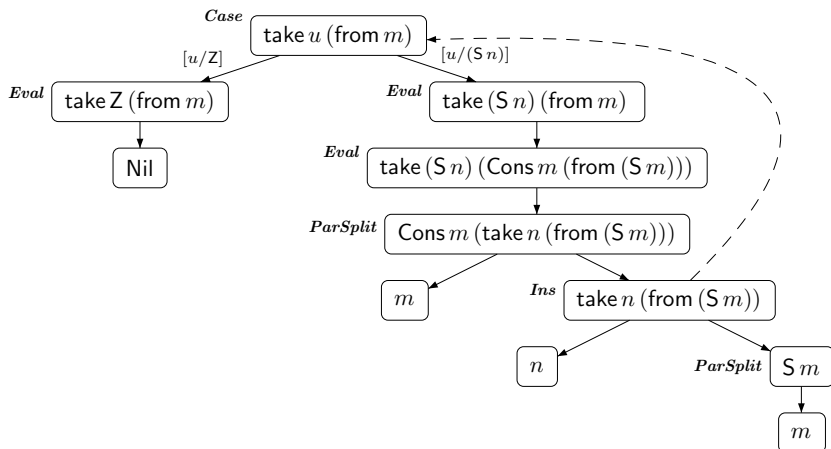 Case
take u (from m)
[u/Z] [u/(S n)]
Eval take Z (from m) Eval take (S n) (from m)
Nil Eval take (S n) (Cons m (from (S m)))
ParSplit Cons m (take n (from (S m)))
m Ins take n (from (S m))
n ParSplit S m
m